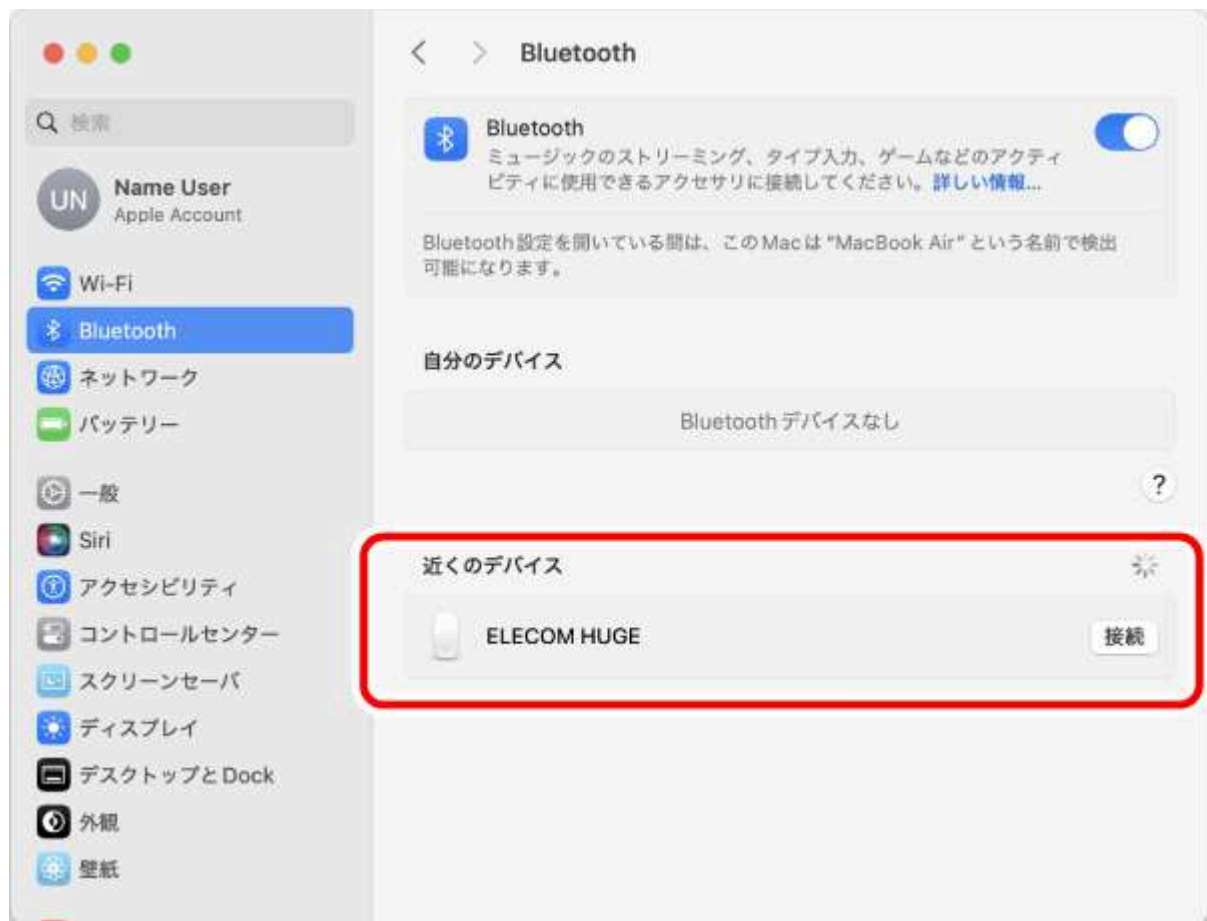 Bluetooth
検索
Bluetooth
ミュージックのストリーミング、タイプ入力、ゲームなどのアクティ
ビティに使用できるアクセサリに接続してください。詳しい情報...
UN
Name User
Apple Account
Bluetooth設定を開いている間は、このMacは"MacBook Air"という名前で検出
可能になります。
Wi-Fi
Bluetooth
ネットワーク
バッテリー
一般
Siri
アクセシビリティ
コントロールセンター
スクリーンセーバ
ディスプレイ
デスクトップとDock
外観
壁紙
自分のデバイス
Bluetoothデバイスなし
?
近くのデバイス
ELECOM HUGE
接続